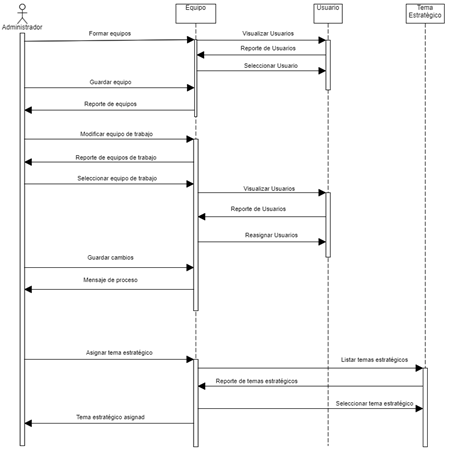 Administrador
Equipo
Usuario
Tema
Estratégico
Formar equipos
Visualizar Usuarios
Reporte de Usuarios
Seleccionar Usuario
Guardar equipo
Reporte de equipos
Modificar equipo de trabajo
Reporte de equipos de trabajo
Seleccionar equipo de trabajo
Visualizar Usuarios
Reporte de Usuarios
Reasignar Usuarios
Guardar cambios
Mensaje de proceso
Asignar tema estratégico
Listar temas estratégicos
Reporte de temas estratégicos
Seleccionar tema estratégico
Tema estratégico asignad